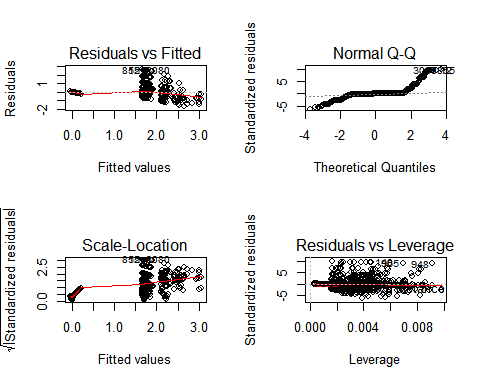 Residuals vs Fitted
Residuals
-2
1
0.0
1.0
2.0
3.0
Fitted values
Normal Q-Q
Standardized residuals
-5
5
-4
-2
0
2
4
Theoretical Quantiles
Scale-Location
√|Standardized residuals|
0.0
2.5
0.0
1.0
2.0
3.0
Fitted values
Residuals vs Leverage
Standardized residuals
-5
5
0.000
0.004
0.008
Leverage